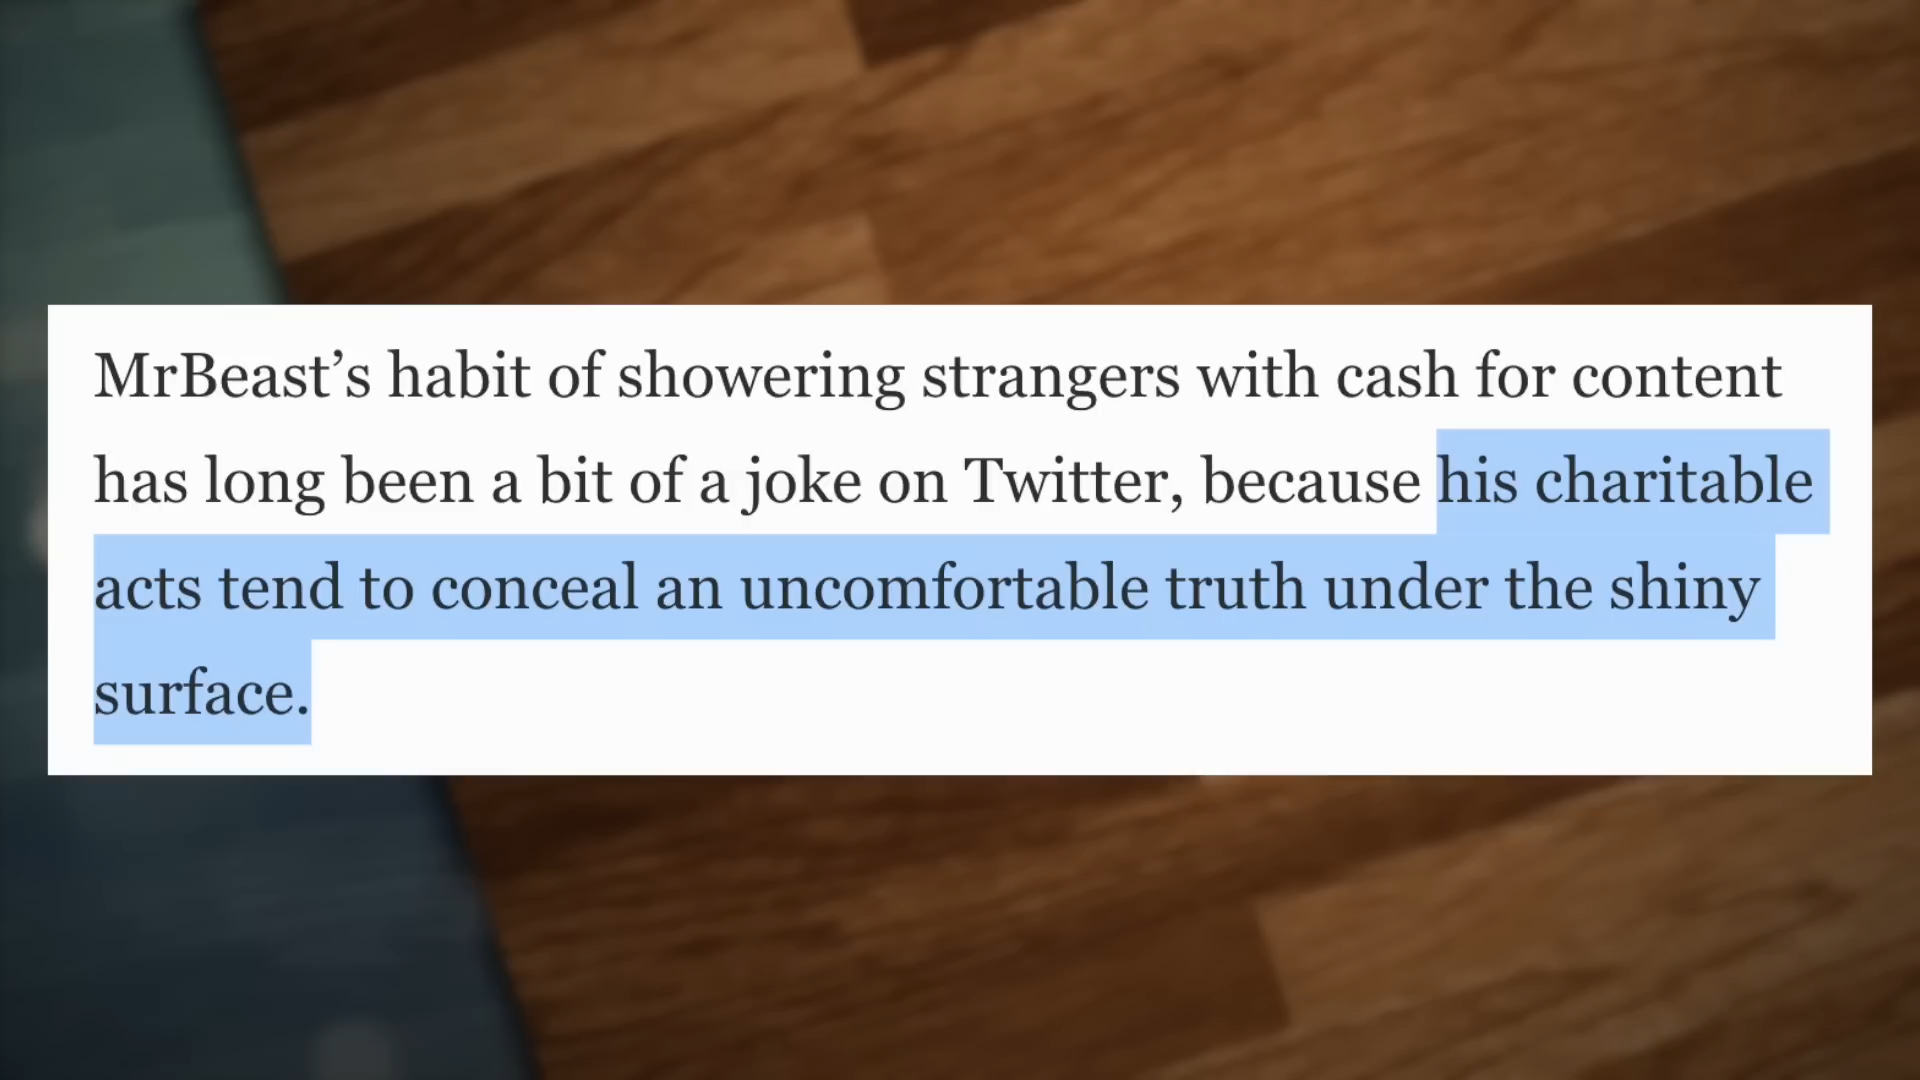 MrBeast’s habit of showering strangers with cash for content
has long been a bit of a joke on Twitter, because his charitable
acts tend to conceal an uncomfortable truth under the shiny
surface.